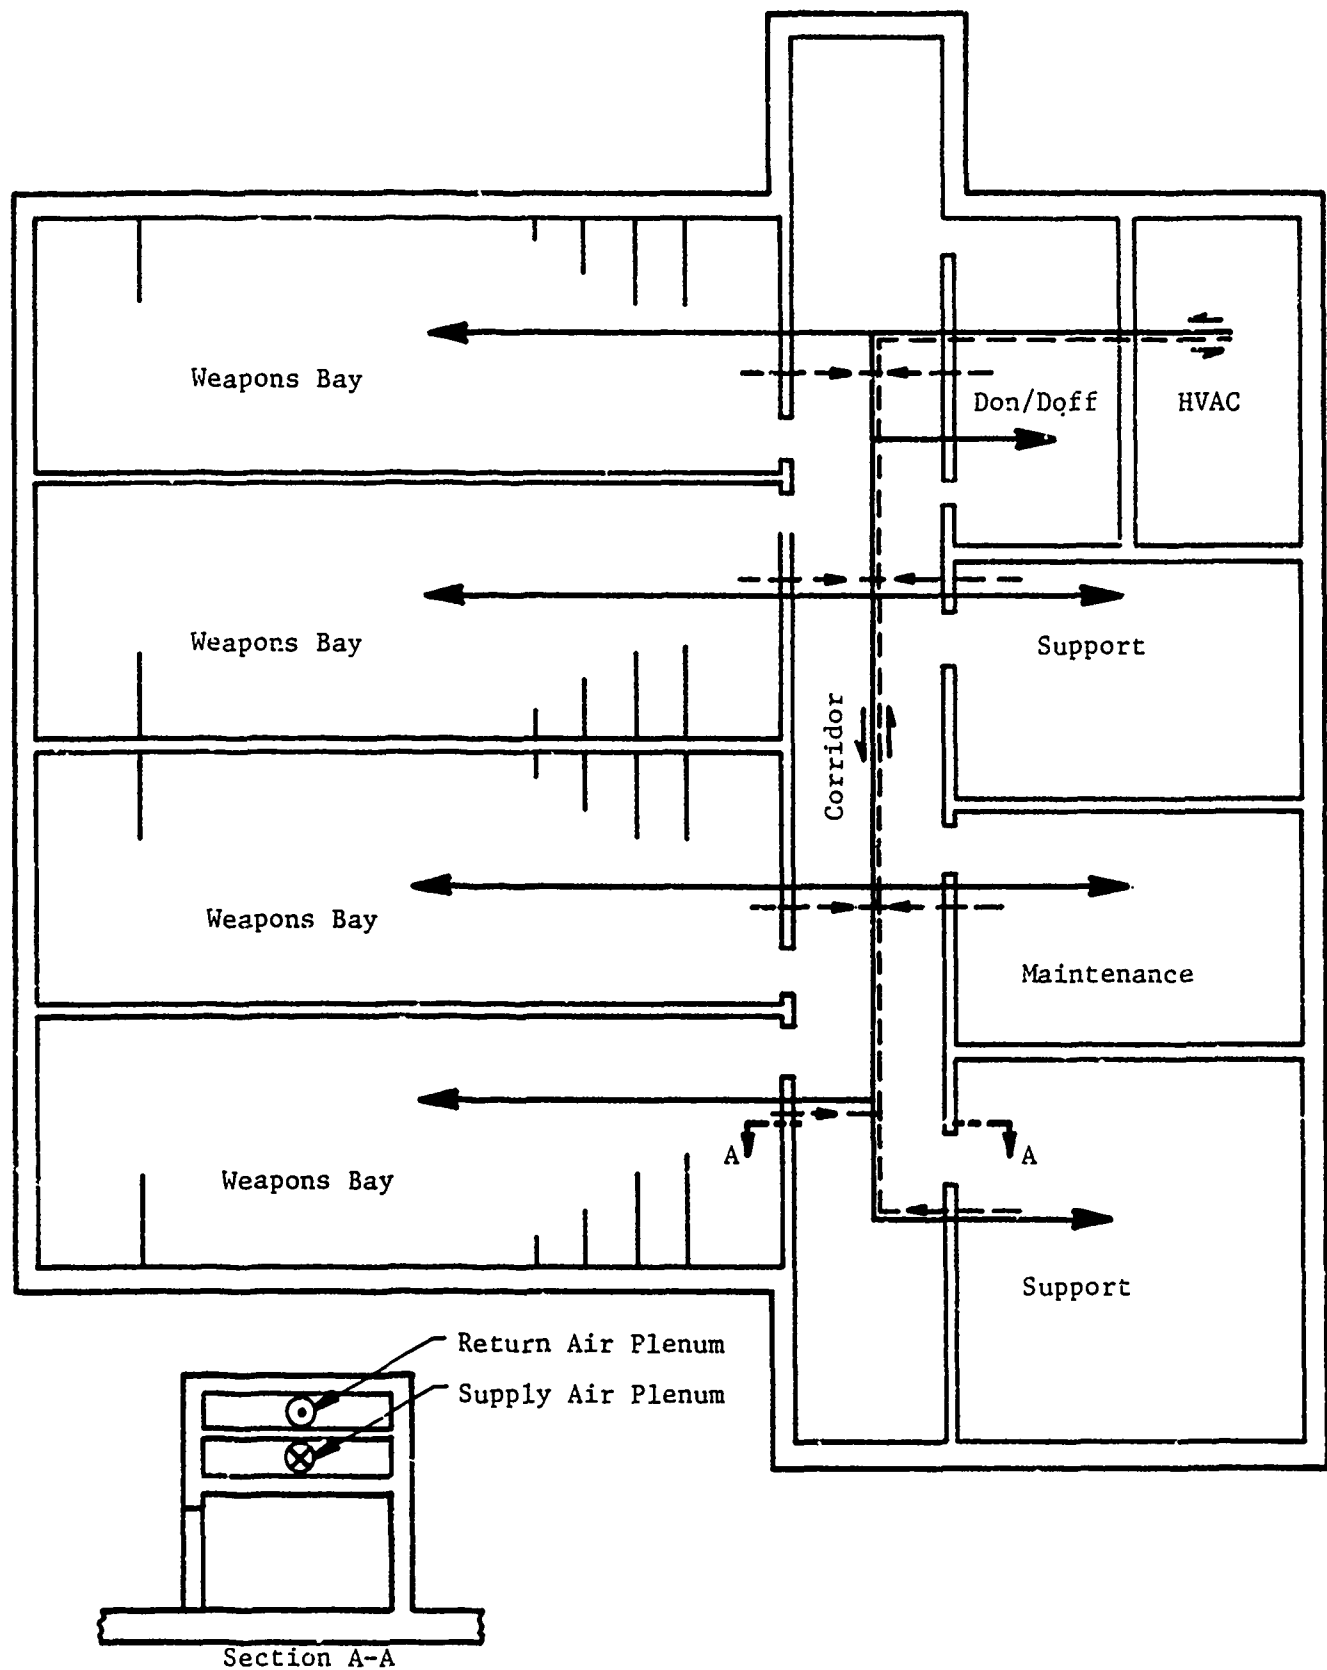 Weapons Bay
Don/Doff
HVAC
Weapons Bay
Support
Corridor
Weapons Bay
Maintenance
A
A
Weapons Bay
Support
Return Air Plenum
Supply Air Plenum
Section A-A